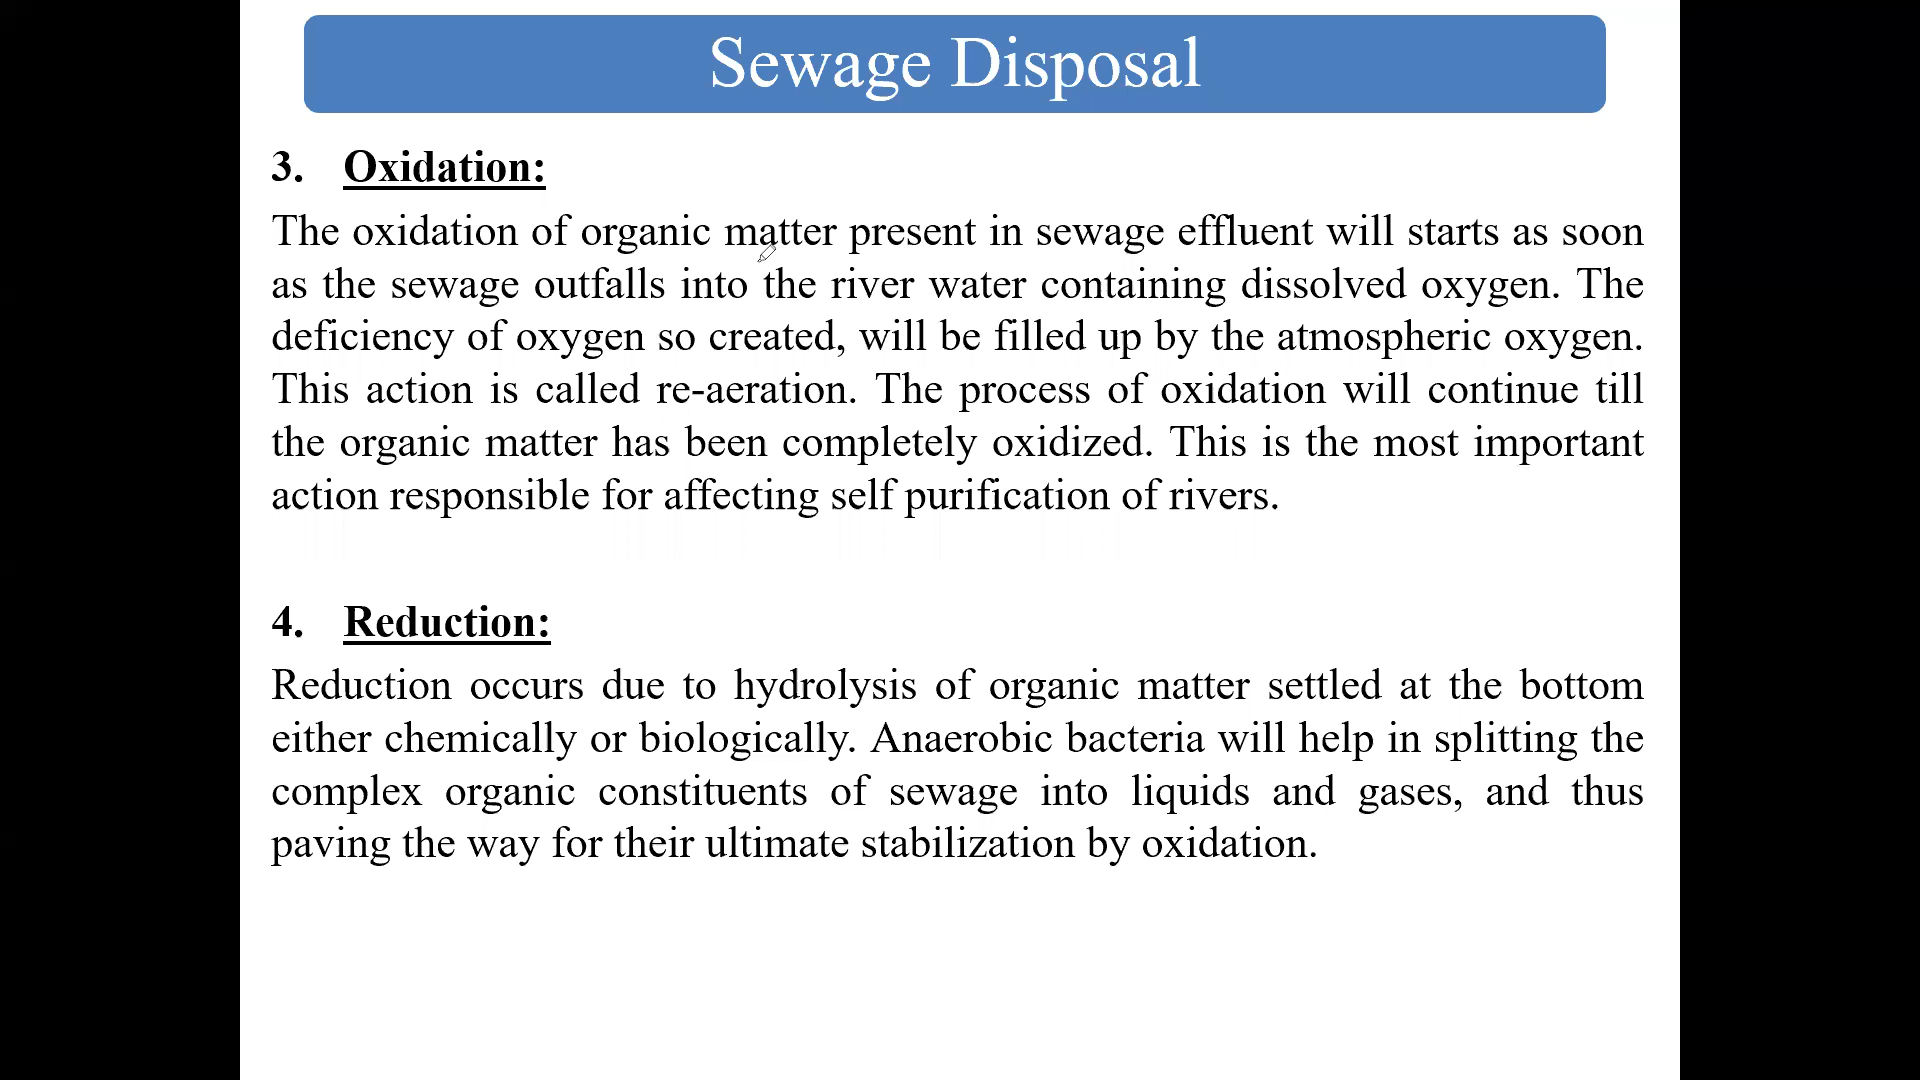 Sewage Disposal
3. Oxidation:
The oxidation of organic matter present in sewage effluent will starts as soon
as the sewage outfalls into the river water containing dissolved oxygen. The
deficiency of oxygen so created, will be filled up by the atmospheric oxygen.
This action is called re-aeration. The process of oxidation will continue till
the organic matter has been completely oxidized. This is the most important
action responsible for affecting self purification of rivers.
4. Reduction:
Reduction occurs due to hydrolysis of organic matter settled at the bottom
either chemically or biologically. Anaerobic bacteria will help in splitting the
complex organic constituents of sewage into liquids and gases, and thus
paving the way for their ultimate stabilization by oxidation.